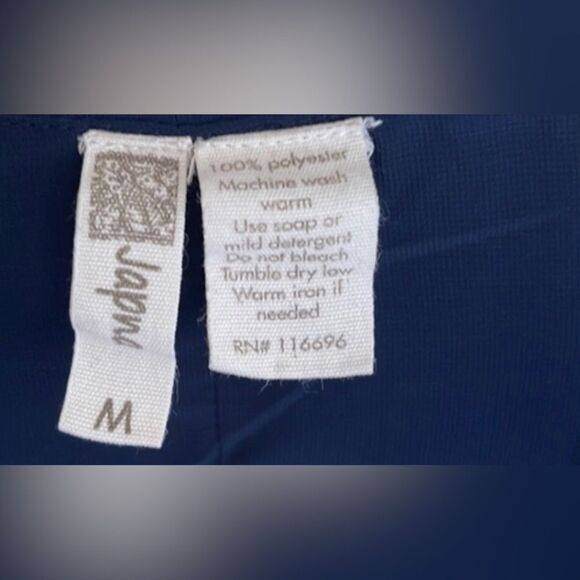 Japna
M
100% polyester
Machine wash
warm
Use soap or
mild detergent
Do not bleach
Tumble dry low
Warm iron if
needed
RN# 116696